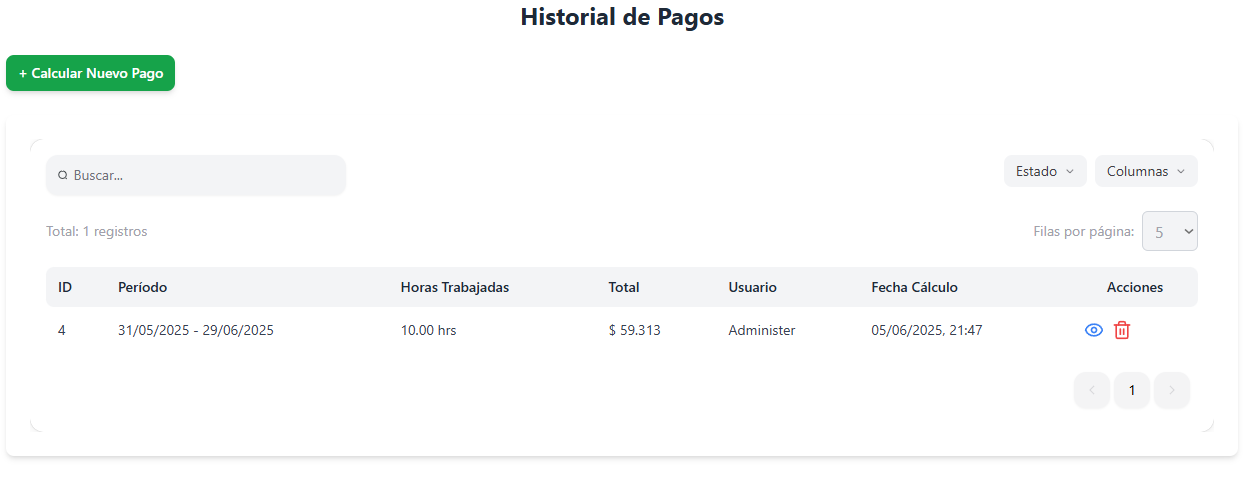 Historial de Pagos
+ Calcular Nuevo Pago
Buscar... Estado Columnas
Total: 1 registros Filas por página: 5
ID Período Horas Trabajadas Total Usuario Fecha Cálculo Acciones
4 31/05/2025 - 29/06/2025 10.00 hrs $ 59.313 Administer 05/06/2025, 21:47
1